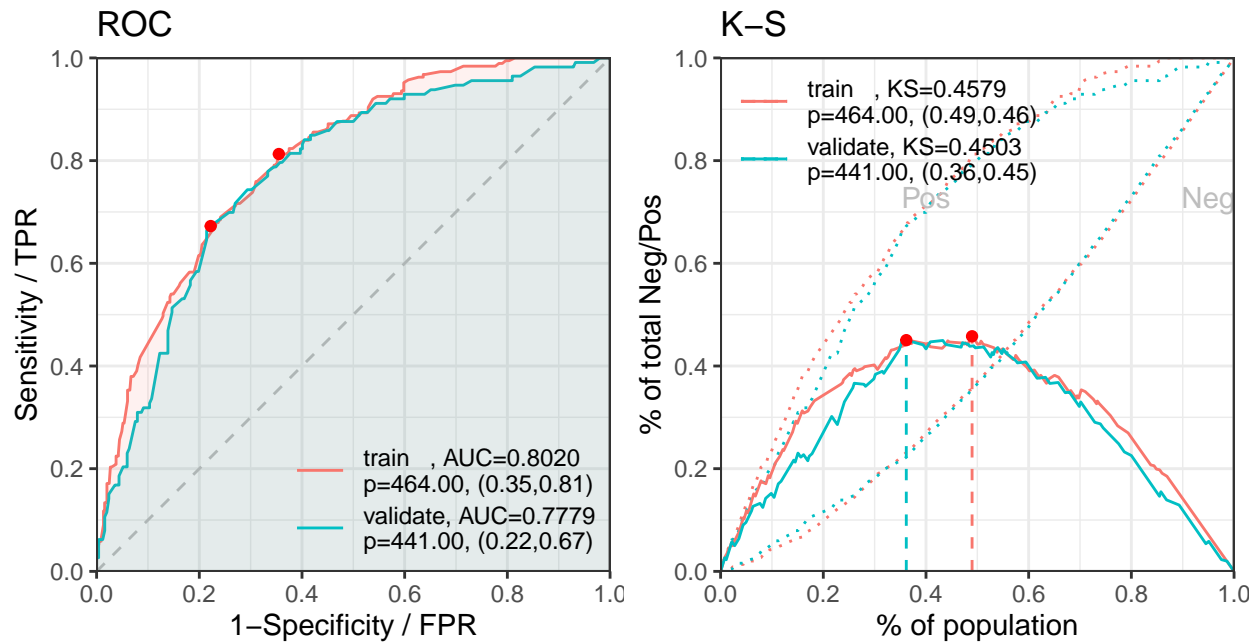 ROC
Sensitivity / TPR
1.0
0.8
0.6
0.4
0.2
0.0
train , AUC=0.8020
p=464.00, (0.35,0.81)
validate, AUC=0.7779
p=441.00, (0.22,0.67)
0.0 0.2 0.4 0.6 0.8 1.0
1−Specificity / FPR
K−S
% of total Neg/Pos
1.0
0.8
0.6
0.4
0.2
0.0
train , KS=0.4579
p=464.00, (0.49,0.46)
validate, KS=0.4503
p=441.00, (0.36,0.45)
Pos
Neg
0.0 0.2 0.4 0.6 0.8 1.0
% of population